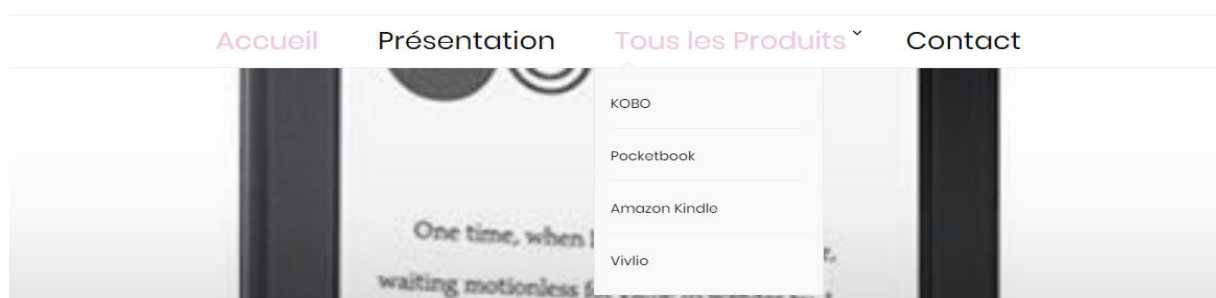 Accueil Présentation Tous les Produits Contact
KOBO
Pocketbook
Amazon Kindle
Vivlio
One time, when
waiting motionless